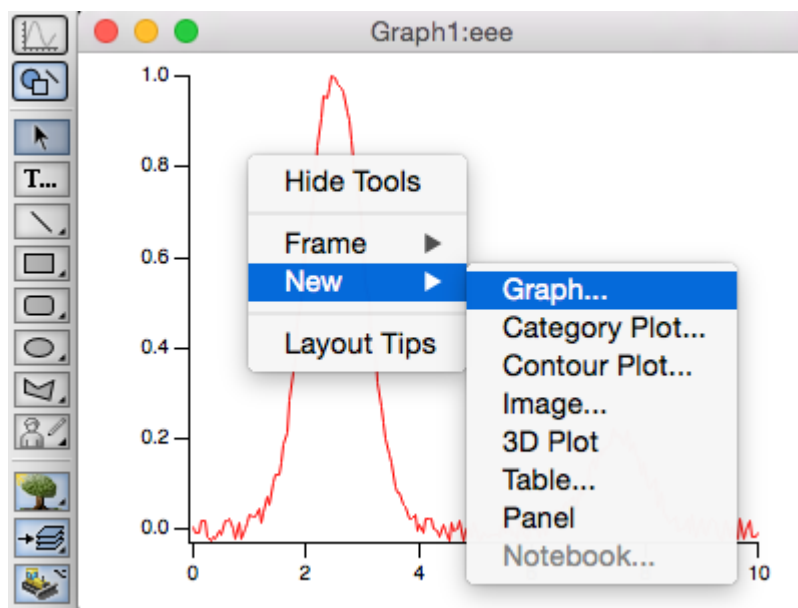 Graph1:eee
T...
1.0
0.8
0.6
0.4
0.2
0.0
0
2
4
10
Hide Tools
Frame
New
Layout Tips
Graph...
Category Plot...
Contour Plot...
Image...
3D Plot
Table...
Panel
Notebook...